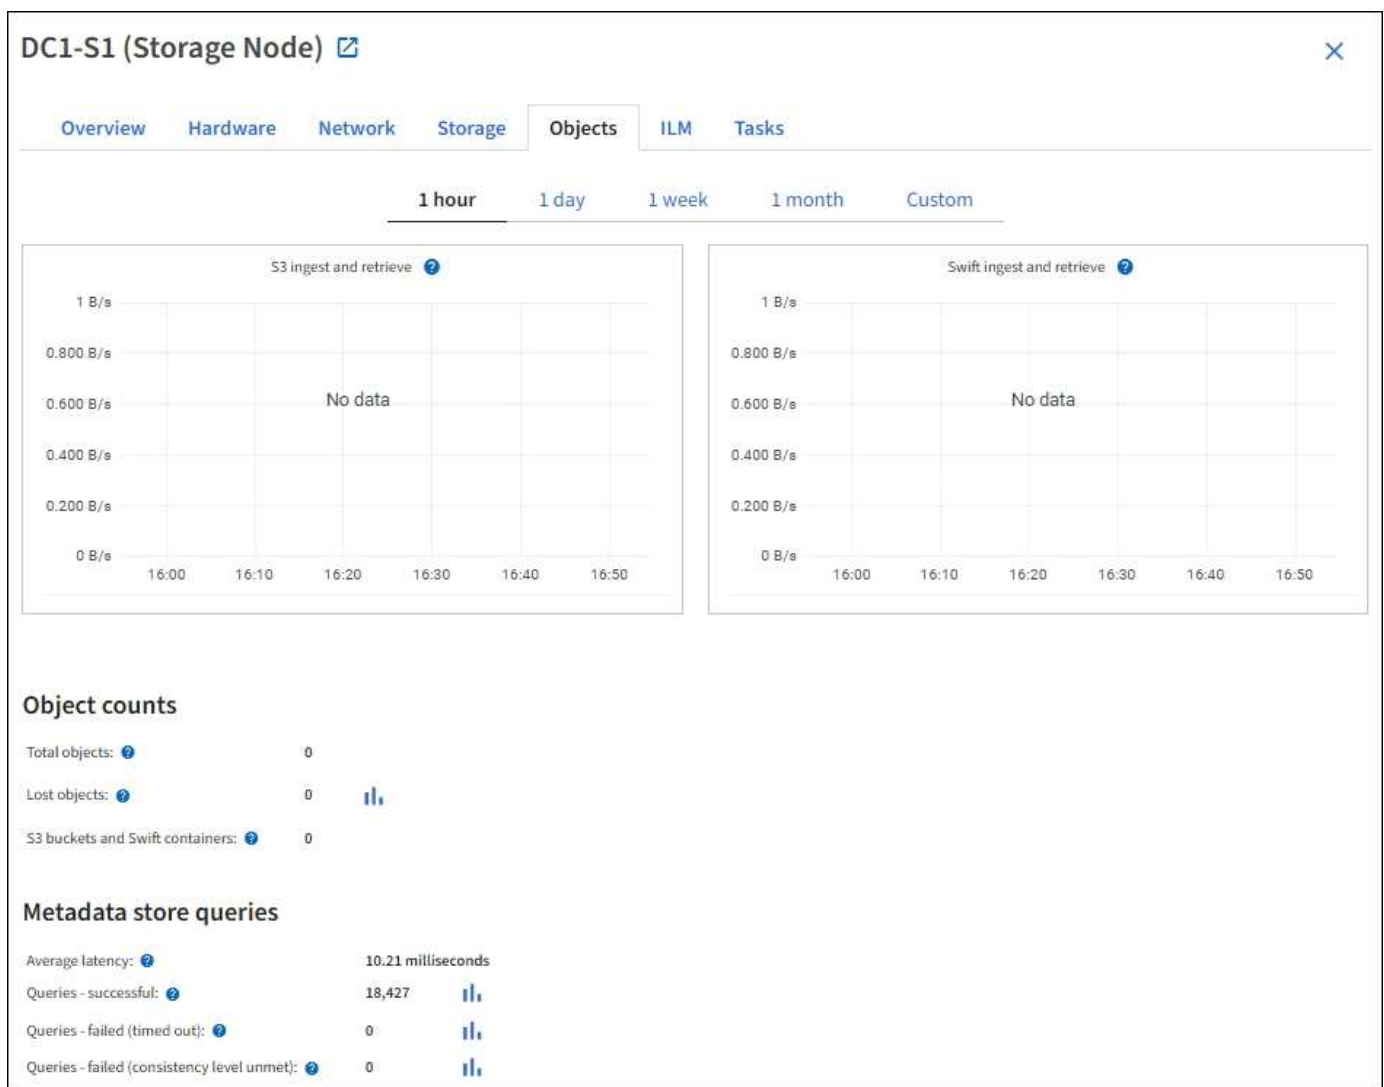 DC1-S1 (Storage Node)
Overview Hardware Network Storage Objects ILM Tasks
1 hour 1 day 1 week 1 month Custom
S3 ingest and retrieve
1 B/s
0.800 B/s
0.600 B/s
0.400 B/s
0.200 B/s
0 B/s
No data
16:00 16:10 16:20 16:30 16:40 16:50
Swift ingest and retrieve
1 B/s
0.800 B/s
0.600 B/s
0.400 B/s
0.200 B/s
0 B/s
No data
16:00 16:10 16:20 16:30 16:40 16:50
Object counts
Total objects: 0
Lost objects: 0
S3 buckets and Swift containers: 0
Metadata store queries
Average latency: 10.21 milliseconds
Queries - successful: 18,427
Queries - failed (timed out): 0
Queries - failed (consistency level unmet): 0